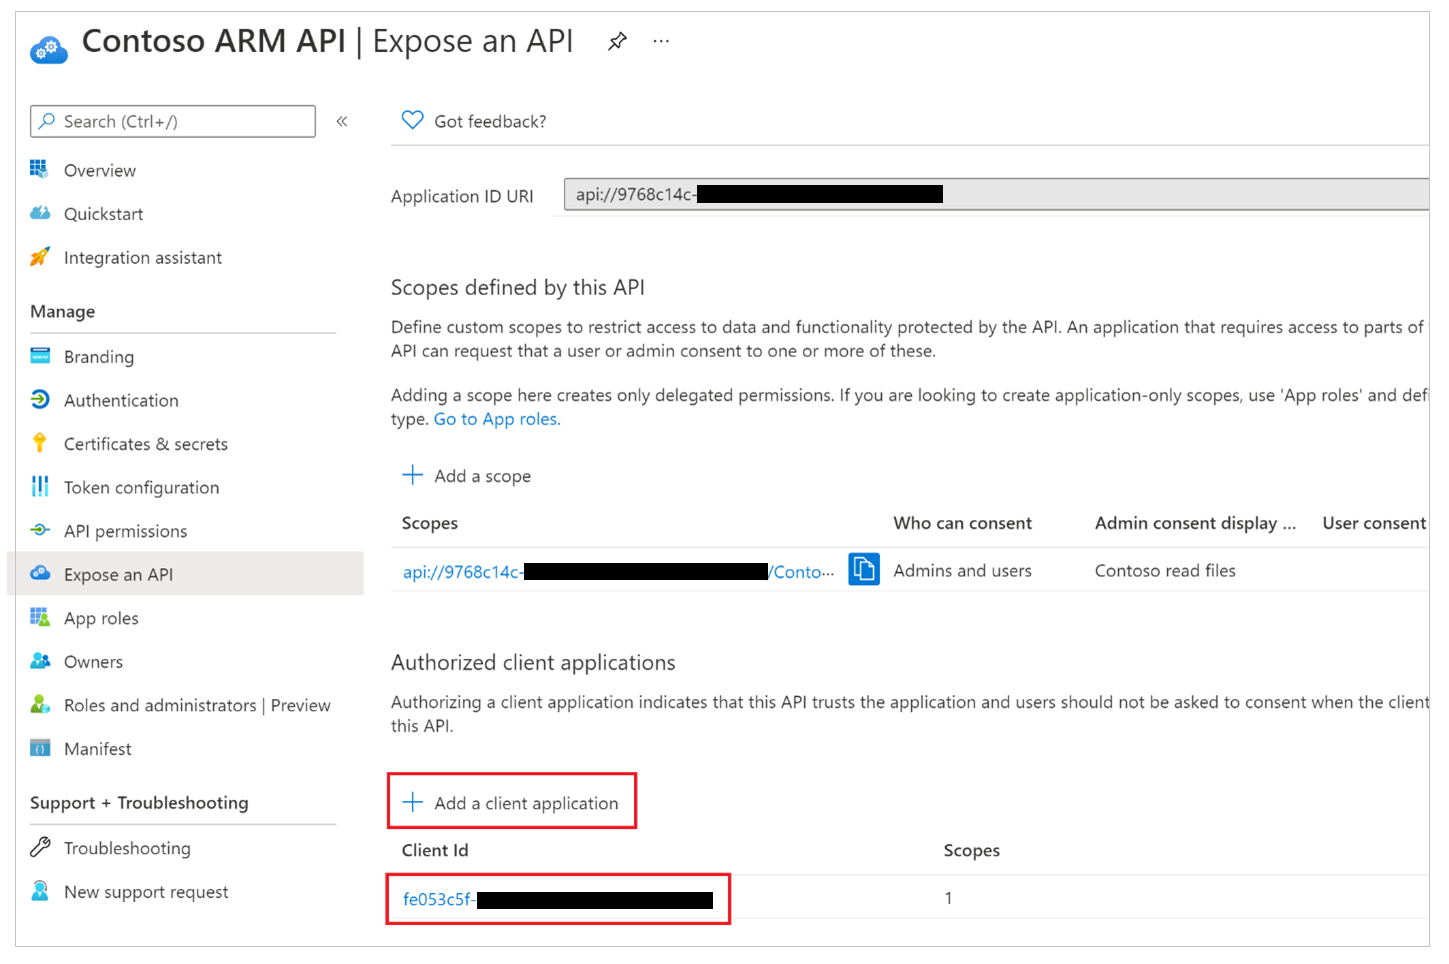 Contoso ARM API | Expose an API ...
Search (Ctrl+/) «
Got feedback?
Overview
Quickstart
Integration assistant
Manage
Branding
Authentication
Certificates & secrets
Token configuration
API permissions
Expose an API
App roles
Owners
Roles and administrators | Preview
Manifest
Support + Troubleshooting
Troubleshooting
New support request
Application ID URI api://9768c14c-
Scopes defined by this API
Define custom scopes to restrict access to data and functionality protected by the API. An application that requires access to parts of
API can request that a user or admin consent to one or more of these.
Adding a scope here creates only delegated permissions. If you are looking to create application-only scopes, use 'App roles' and defi
type. Go to App roles.
+ Add a scope
Scopes Who can consent Admin consent display ... User consent
api://9768c14c- /Conto... Admins and users Contoso read files
Authorized client applications
Authorizing a client application indicates that this API trusts the application and users should not be asked to consent when the client
this API.
+ Add a client application
Client Id Scopes
fe053c5f- 1